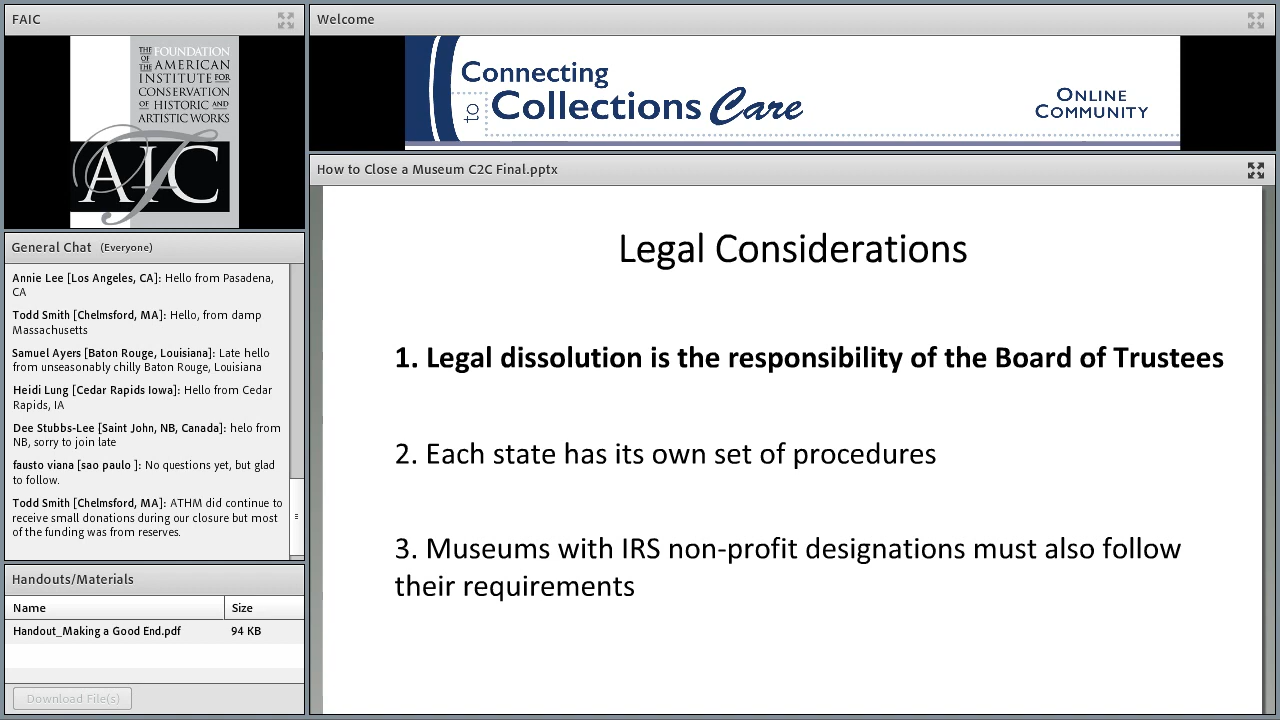 FAIC
THE FOUNDATION
OF THE AMERICAN
INSTITUTE FOR
CONSERVATION
OF HISTORIC AND
ARTISTIC WORKS
FAIC
General Chat (Everyone)
Annie Lee [Los Angeles, CA]: Hello from Pasadena,
CA
Todd Smith [Chelmsford, MA]: Hello, from damp
Massachusetts
Samuel Ayers [Baton Rouge, Louisiana]: Late hello
from unseasonably chilly Baton Rouge, Louisiana
Heidi Lung [Cedar Rapids Iowa]: Hello from Cedar
Rapids, IA
Dee Stubbs-Lee [Saint John, NB, Canada]: helo from
NB, sorry to join late
fausto viana [sao paulo ]: No questions yet, but glad
to follow.
Todd Smith [Chelmsford, MA]: ATHM did continue to
receive small donations during our closure but most
of the funding was from reserves.
Handouts/Materials
Name Size
Handout_Making a Good End.pdf 94 KB
Download File(s)
Welcome
Connecting
to Collections Care
ONLINE
COMMUNITY
How to Close a Museum C2C Final.pptx
Legal Considerations
1. Legal dissolution is the responsibility of the Board of Trustees
2. Each state has its own set of procedures
3. Museums with IRS non-profit designations must also follow
their requirements